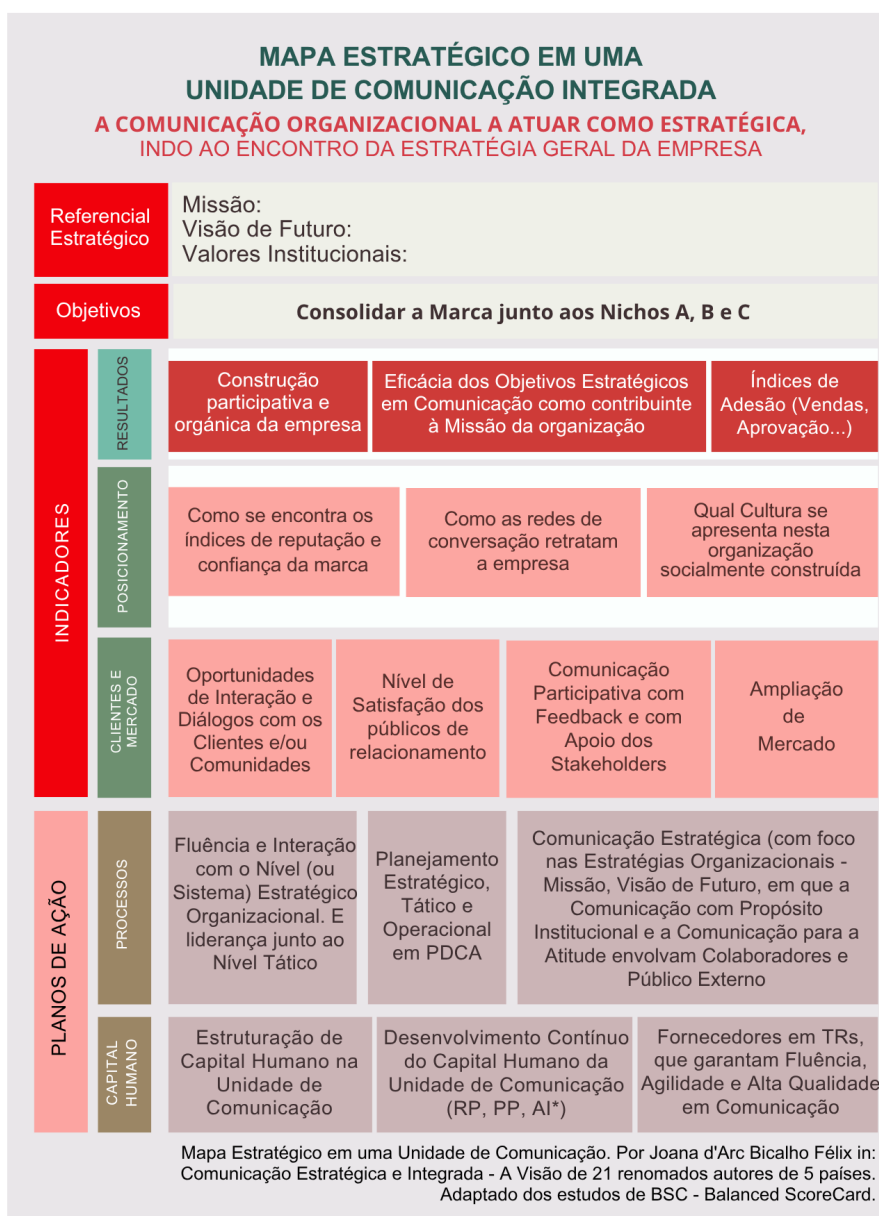 MAPA ESTRATÉGICO EM UMA
UNIDADE DE COMUNICAÇÃO INTEGRADA
A COMUNICAÇÃO ORGANIZACIONAL A ATUAR COMO ESTRATÉGICA,
INDO AO ENCONTRO DA ESTRATÉGIA GERAL DA EMPRESA
Referencial
Estratégico
Missão:
Visão de Futuro:
Valores Institucionais:
Objetivos
Consolidar a Marca junto aos Nichos A, B e C
INDICADORES
RESULTADOS
Construção
participativa e
orgánica da empresa
Eficácia dos Objetivos Estratégicos
em Comunicação como contribuinte
à Missão da organização
Índices de
Adesão (Vendas,
Aprovação...)
POSICIONAMENTO
Como se encontra os
índices de reputação e
confiança da marca
Como as redes de
conversação retratam
a empresa
Qual Cultura se
apresenta nesta
organização
socialmente construída
CLIENTES E
MERCADO
Oportunidades
de Interação e
Diálogos com os
Clientes e/ou
Comunidades
Nível de
Satisfação dos
públicos de
relacionamento
Comunicação
Participativa com
Feedback e com
Apoio dos
Stakeholders
Ampliação
de
Mercado
PLANOS DE AÇÃO
PROCESSOS
Fluência e Interação
com o Nível (ou
Sistema) Estratégico
Organizacional. E
liderança junto ao
Nível Tático
Planejamento
Estratégico,
Tático e
Operacional
em PDCA
Comunicação Estratégica (com foco
nas Estratégias Organizacionais -
Missão, Visão de Futuro, em que a
Comunicação com Propósito
Institucional e a Comunicação para a
Atitude envolvam Colaboradores e
Público Externo
CAPITAL
HUMANO
Estruturação de
Capital Humano na
Unidade de
Comunicação
Desenvolvimento Contínuo
do Capital Humano da
Unidade de Comunicação
(RP, PP, AI*)
Fornecedores em TRs,
que garantam Fluência,
Agilidade e Alta Qualidade
em Comunicação
Mapa Estratégico em uma Unidade de Comunicação. Por Joana d'Arc Bicalho Félix in:
Comunicação Estratégica e Integrada - A Visão de 21 renomados autores de 5 países.
Adaptado dos estudos de BSC - Balanced ScoreCard.